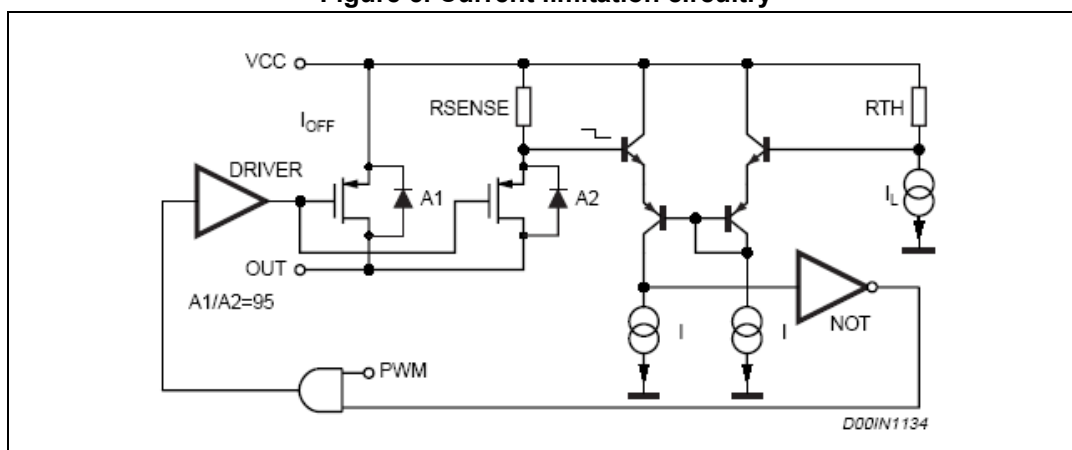 Figure 5. Current limitation circuitry
VCC
RSENSE
RTH
IOFF
DRIVER
A1
A2
IL
OUT
A1/A2=95
I
I
NOT
PWM
D00IN1134